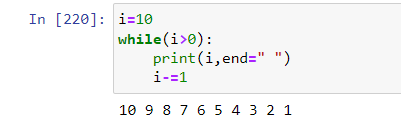 In [220]: i=10
while(i>0):
    print(i,end=" ")
    i-=1
10 9 8 7 6 5 4 3 2 1